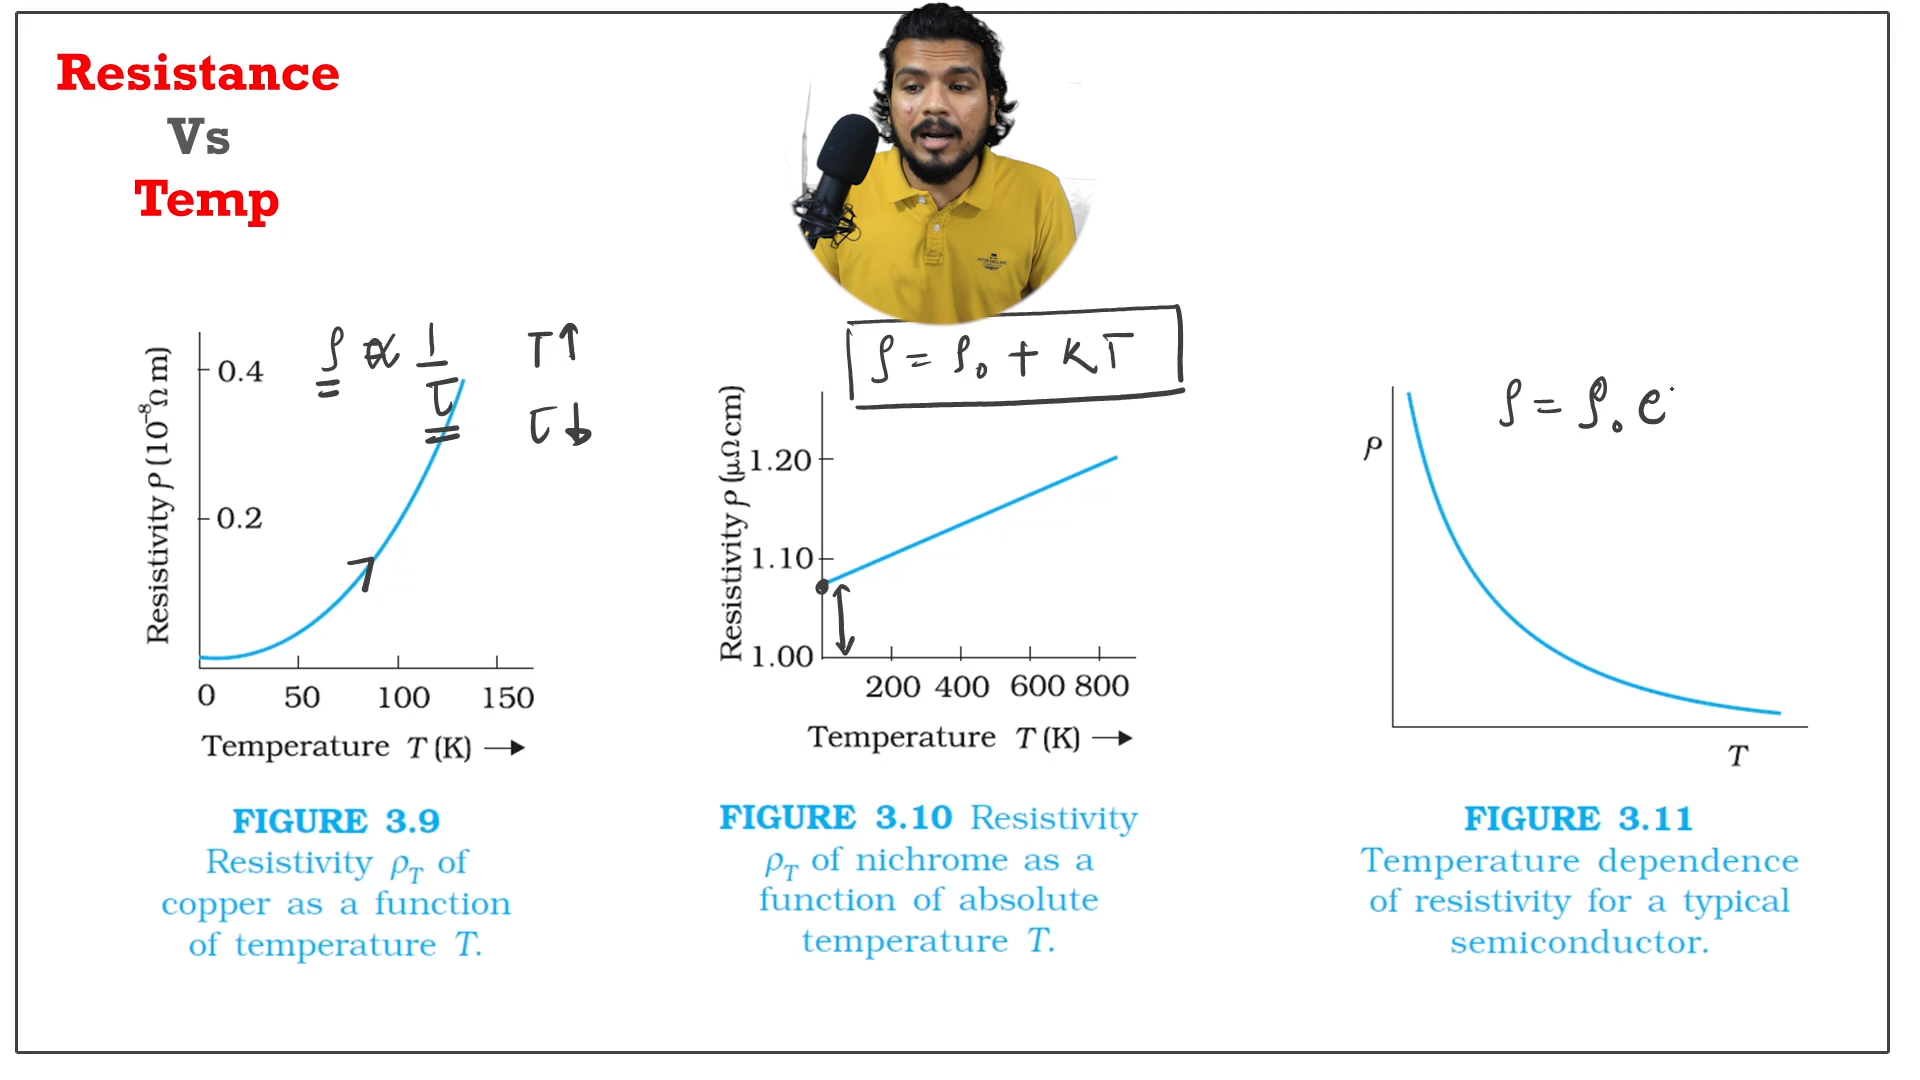 Resistance
Vs
Temp
ρ ∝ 1/τ T↑
τ↓
Resistivity ρ (10⁻⁸Ω m)
0.4
0.2
0 50 100 150
Temperature T (K) →
FIGURE 3.9
Resistivity ρT of
copper as a function
of temperature T.
ρ = ρ₀ + KT
Resistivity ρ (μΩ cm)
1.20
1.10
1.00
200 400 600 800
Temperature T (K) →
FIGURE 3.10 Resistivity
ρT of nichrome as a
function of absolute
temperature T.
ρ = ρ₀ e
ρ
T
FIGURE 3.11
Temperature dependence
of resistivity for a typical
semiconductor.